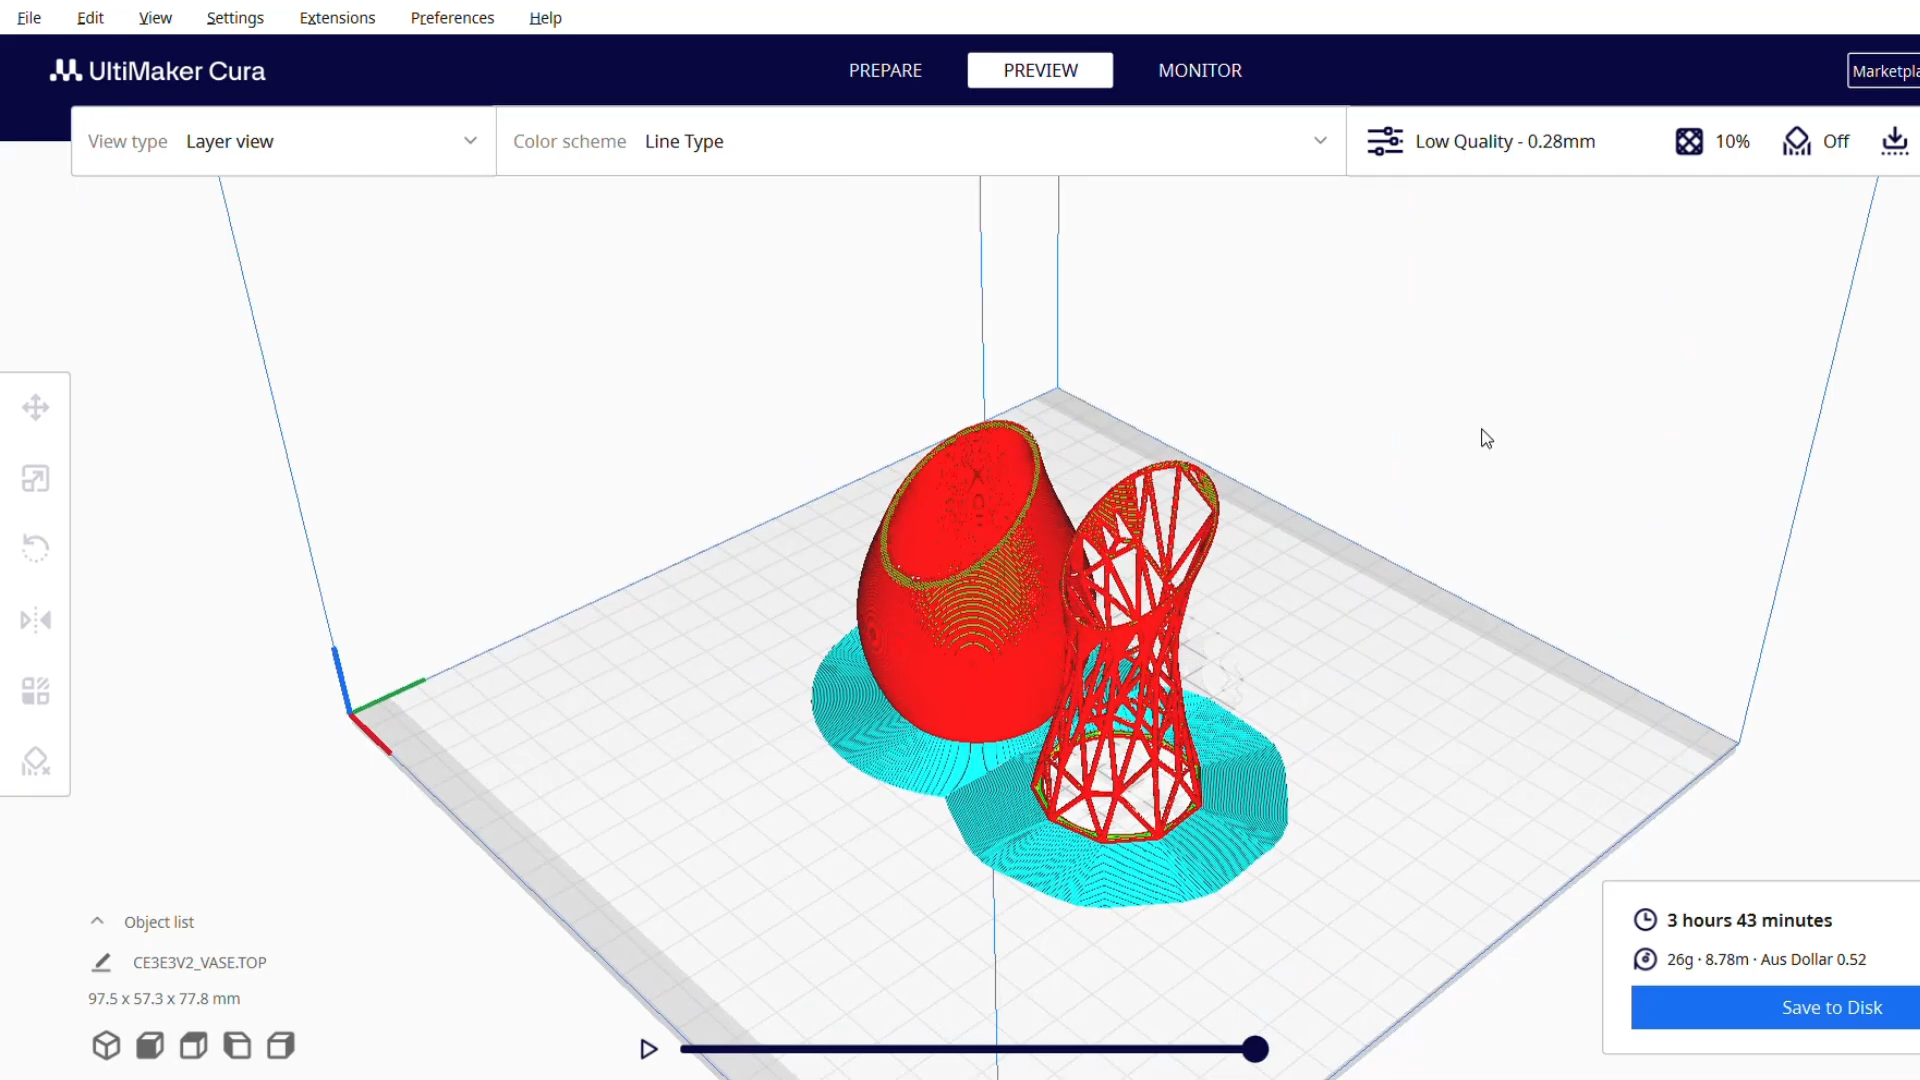 File Edit View Settings Extensions Preferences Help
UltiMaker Cura PREPARE PREVIEW MONITOR
View type Layer view Color scheme Line Type Low Quality - 0.28mm 10% Off
Object list
CE3E3V2_VASE.TOP
97.5 x 57.3 x 77.8 mm
3 hours 43 minutes
26g · 8.78m · Aus Dollar 0.52
Save to Disk